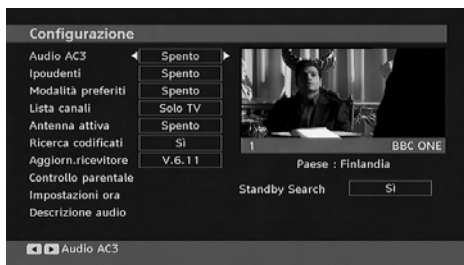 Configurazione
Audio AC3 Spento
Ipoudenti Spento
Modalità preferiti Spento
Lista canali Solo TV
Antenna attiva Spento
Ricerca codificati Sì
Aggiorn.ricevitore V.6.11
Controllo parentale
Impostazioni ora
Descrizione audio
1 BBC ONE
Paese : Finlandia
Standby Search Sì
Audio AC3